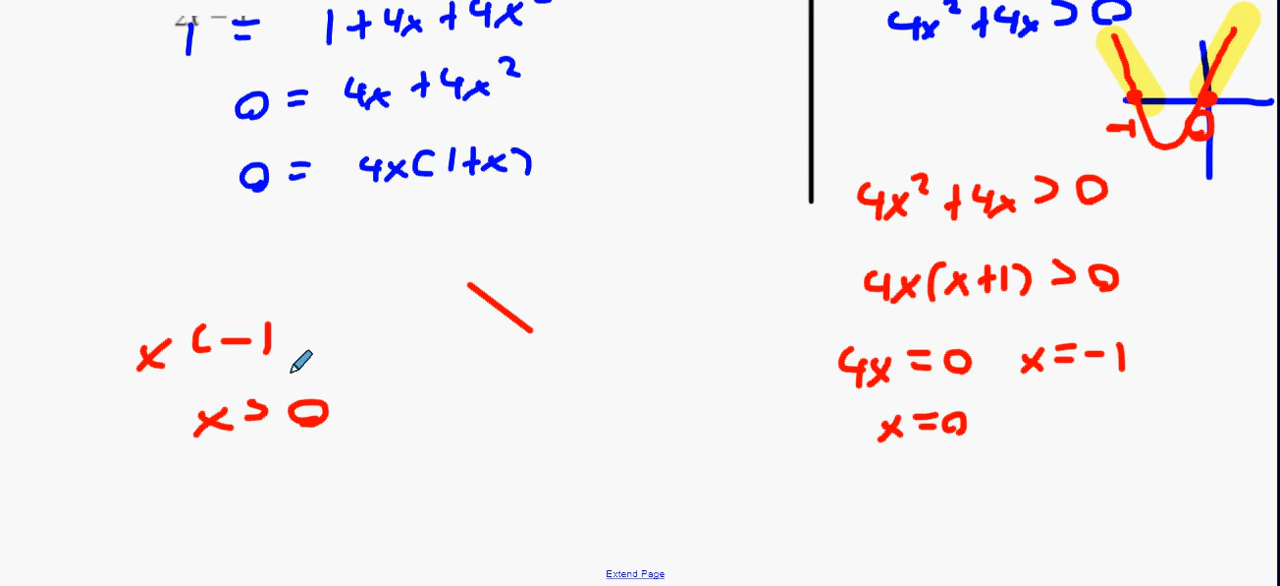 1 = 1 + 4x + 4x²
0 = 4x + 4x²
0 = 4x(1+x)
x < -1
x > 0
4x² + 4x > 0
-1
0
4x² + 4x > 0
4x(x+1) > 0
4x = 0 x = -1
x = 0
Extend Page